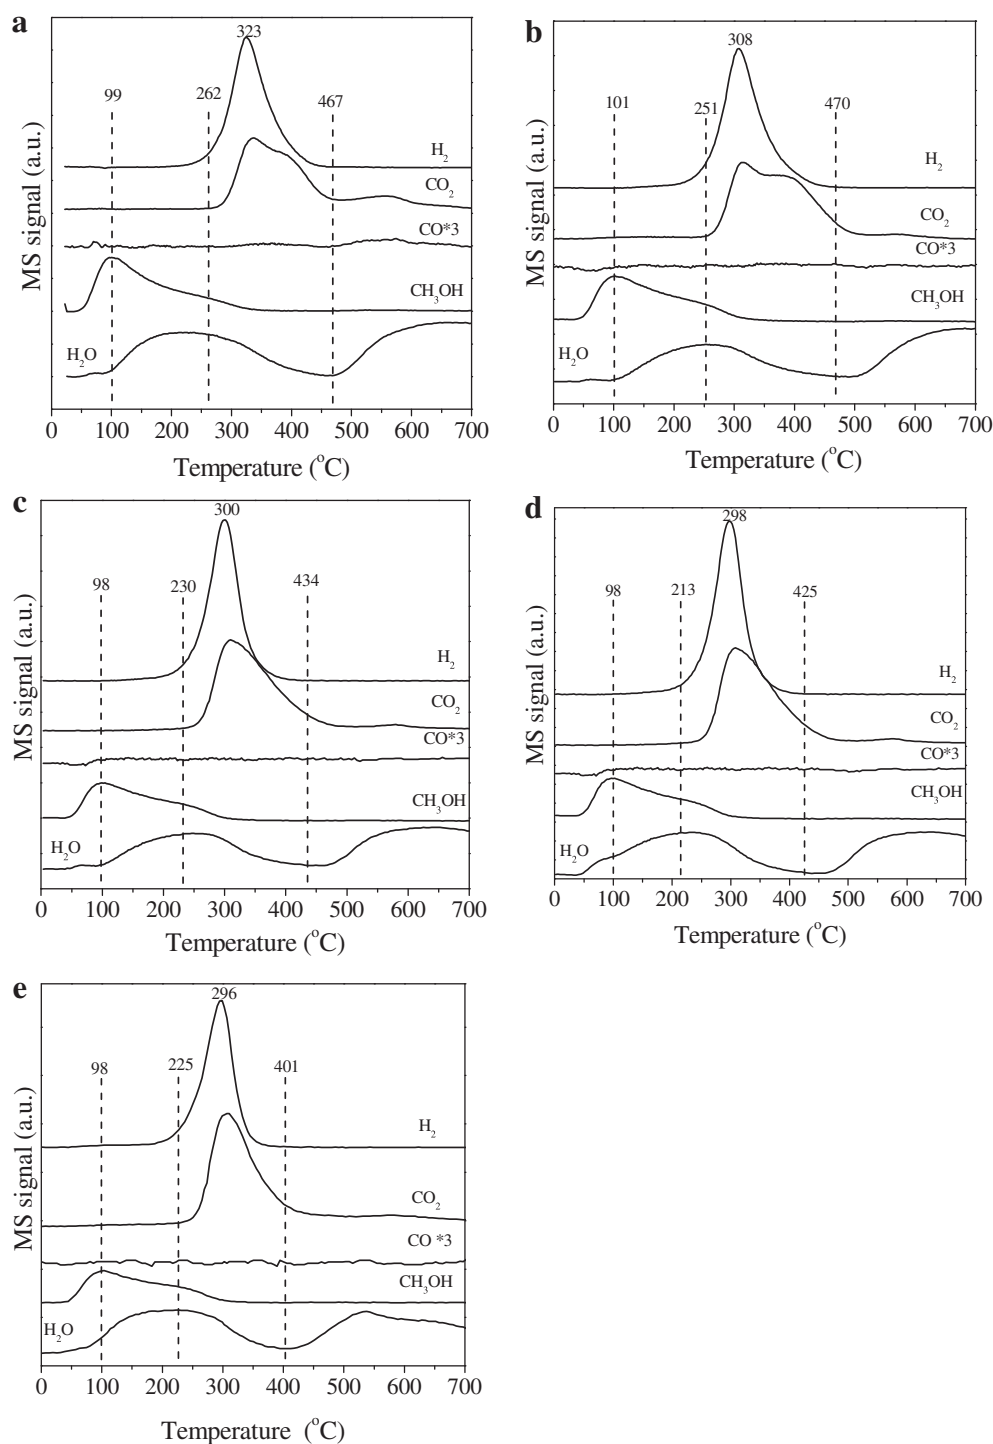 a
323
99
262
467
H₂
CO₂
CO*3
CH₃OH
H₂O
MS signal (a.u.)
0 100 200 300 400 500 600 700
Temperature (°C)
b
308
101
251
470
H₂
CO₂
CO*3
CH₃OH
H₂O
MS signal (a.u.)
0 100 200 300 400 500 600 700
Temperature (°C)
c
300
98
230
434
H₂
CO₂
CO*3
CH₃OH
H₂O
MS signal (a.u.)
0 100 200 300 400 500 600 700
Temperature (°C)
d
298
98
213
425
H₂
CO₂
CO*3
CH₃OH
H₂O
MS signal (a.u.)
0 100 200 300 400 500 600 700
Temperature (°C)
e
296
98
225
401
H₂
CO₂
CO *3
CH₃OH
H₂O
MS signal (a.u.)
0 100 200 300 400 500 600 700
Temperature (°C)